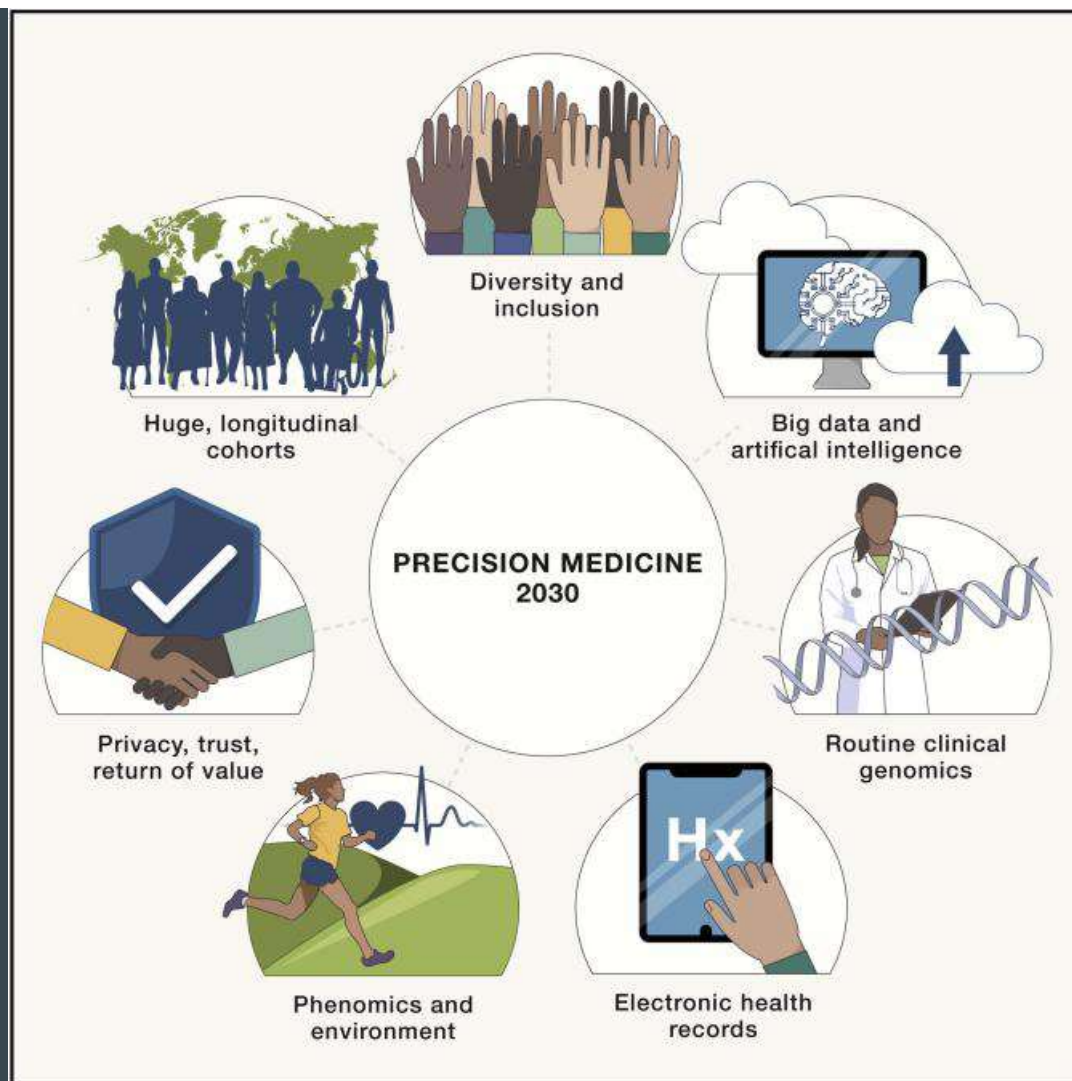 Diversity and
inclusion
Huge, longitudinal
cohorts
Big data and
artifical intelligence
PRECISION MEDICINE
2030
Privacy, trust,
return of value
Routine clinical
genomics
Hx
Phenomics and
environment
Electronic health
records